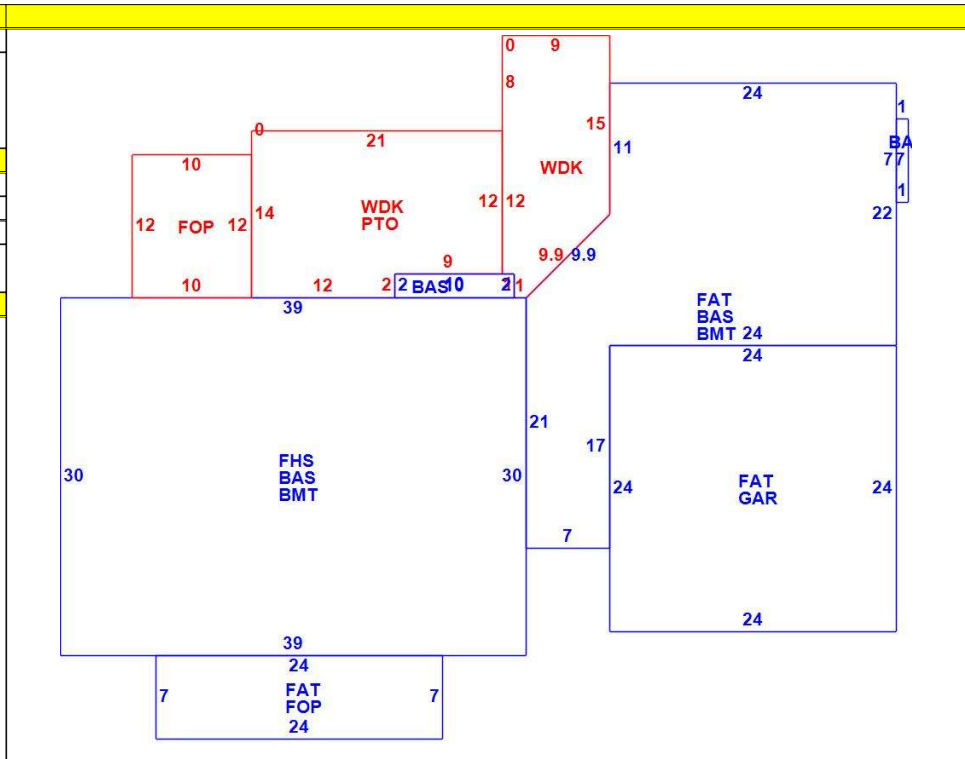 0 9
8
24
1
0
21
15
11
BA
7 7
10
WDK
1
12 FOP 12
14
WDK
PTO
12 12
22
9
9.9 9.9
10
12
2 2 BAS 10 2 1
39
FAT
BAS
BMT 24
24
21
17
30
FHS
BAS
BMT
30
24
FAT
GAR
24
7
39
24
24
7
FAT
FOP
7
24